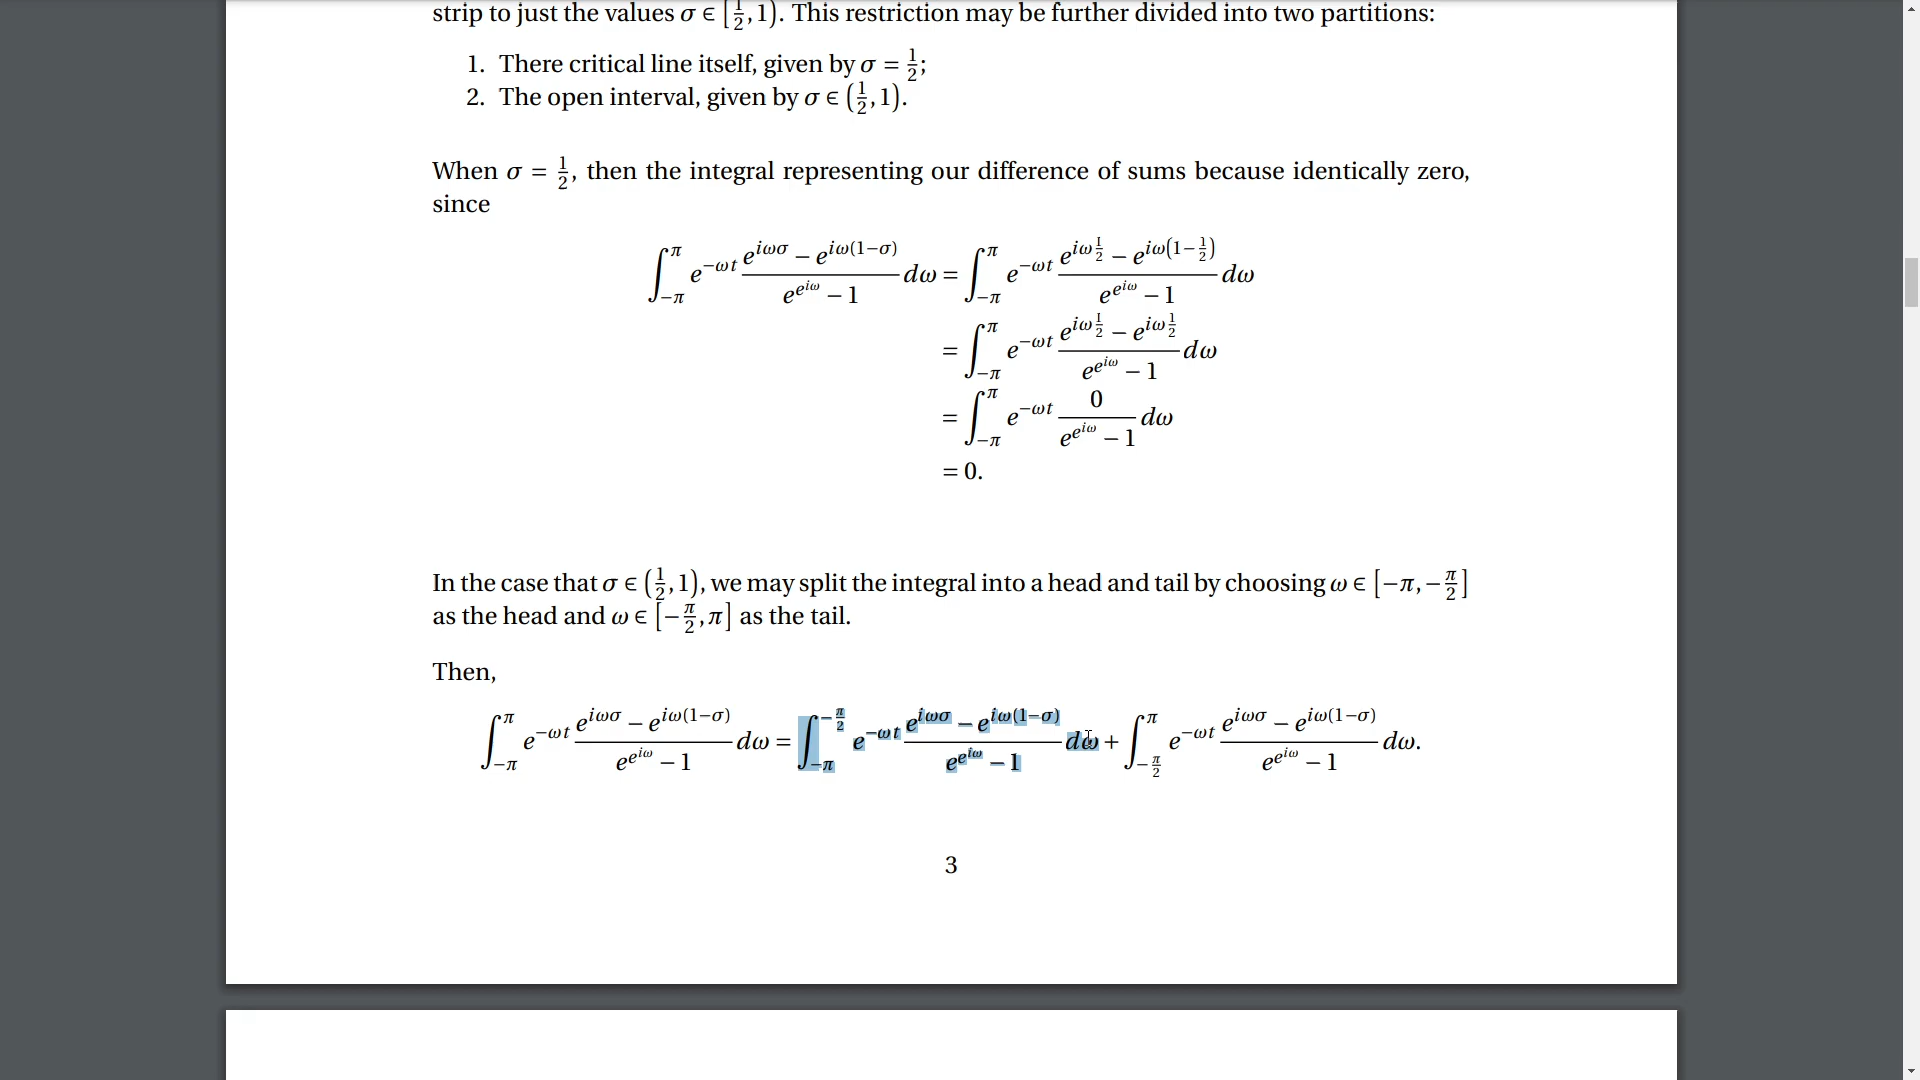 strip to just the values σ ∈ [1/2, 1). This restriction may be further divided into two partitions:
1. There critical line itself, given by σ = 1/2;
2. The open interval, given by σ ∈ (1/2, 1).
When σ = 1/2, then the integral representing our difference of sums because identically zero,
since
∫_{−π}^{π} e^{−ωt} (e^{iωσ} − e^{iω(1−σ)})/(e^{e^{iω}} − 1) dω = ∫_{−π}^{π} e^{−ωt} (e^{iω1/2} − e^{iω(1−1/2)})/(e^{e^{iω}} − 1) dω
= ∫_{−π}^{π} e^{−ωt} (e^{iω1/2} − e^{iω1/2})/(e^{e^{iω}} − 1) dω
= ∫_{−π}^{π} e^{−ωt} 0/(e^{e^{iω}} − 1) dω
= 0.
In the case that σ ∈ (1/2, 1), we may split the integral into a head and tail by choosing ω ∈ [−π, −π/2]
as the head and ω ∈ [−π/2, π] as the tail.
Then,
∫_{−π}^{π} e^{−ωt} (e^{iωσ} − e^{iω(1−σ)})/(e^{e^{iω}} − 1) dω = ∫_{−π}^{−π/2} e^{−ωt} (e^{iωσ} − e^{iω(1−σ)})/(e^{e^{iω}} − 1) dω + ∫_{−π/2}^{π} e^{−ωt} (e^{iωσ} − e^{iω(1−σ)})/(e^{e^{iω}} − 1) dω.
3